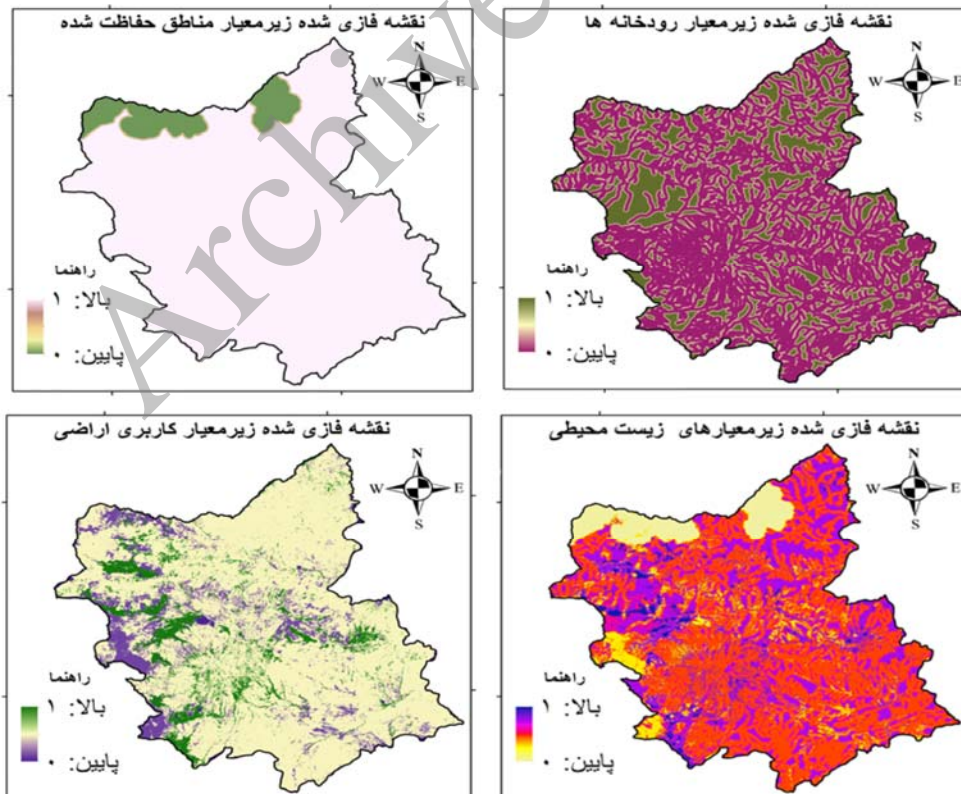 نقشه فازی شده زیرمعیار رودخانه ها
N
W E
S
راهنما
بالا: ۱
پایین: ۰
نقشه فازی شده زیرمعیار مناطق حفاظت شده
N
W E
S
راهنما
بالا: ۱
پایین: ۰
نقشه فازی شده زیرمعیارهای زیست محیطی
N
W E
S
راهنما
بالا: ۱
پایین: ۰
نقشه فازی شده زیرمعیار کاربری اراضی
N
W E
S
راهنما
بالا: ۱
پایین: ۰
Archive